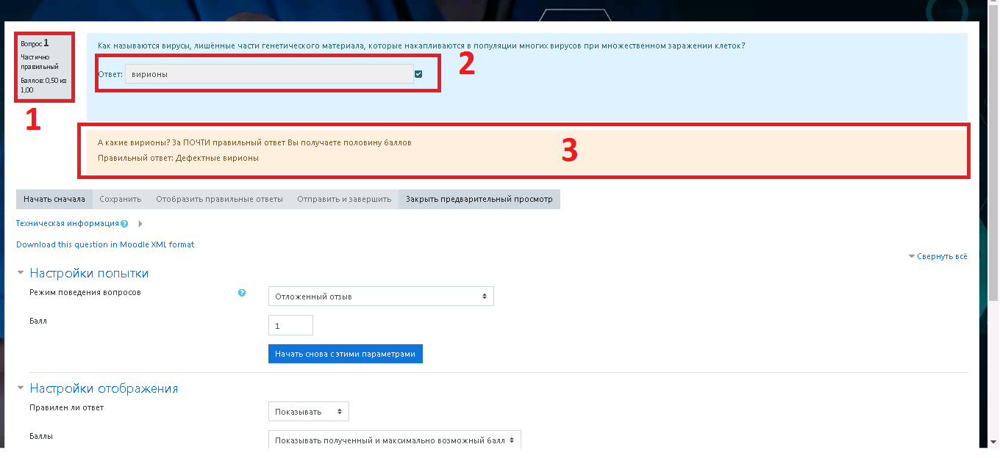 Вопрос 1
Частично
правильный
Баллов: 0,50 из
1,00
1
Как называются вирусы, лишённые части генетического материала, которые накапливаются в популяции многих вирусов при множественном заражении клеток?
Ответ: вирионы
2
А какие вирионы? За ПОЧТИ правильный ответ Вы получаете половину баллов
Правильный ответ: Дефектные вирионы
3
Начать сначала Сохранить Отобразить правильные ответы Отправить и завершить Закрыть предварительный просмотр
Техническая информация ?
Download this question in Moodle XML format
Свернуть всё
Настройки попытки
Режим поведения вопросов ? Отложенный отзыв
Балл 1
Начать снова с этими параметрами
Настройки отображения
Правилен ли ответ Показывать
Баллы Показывать полученный и максимально возможный балл